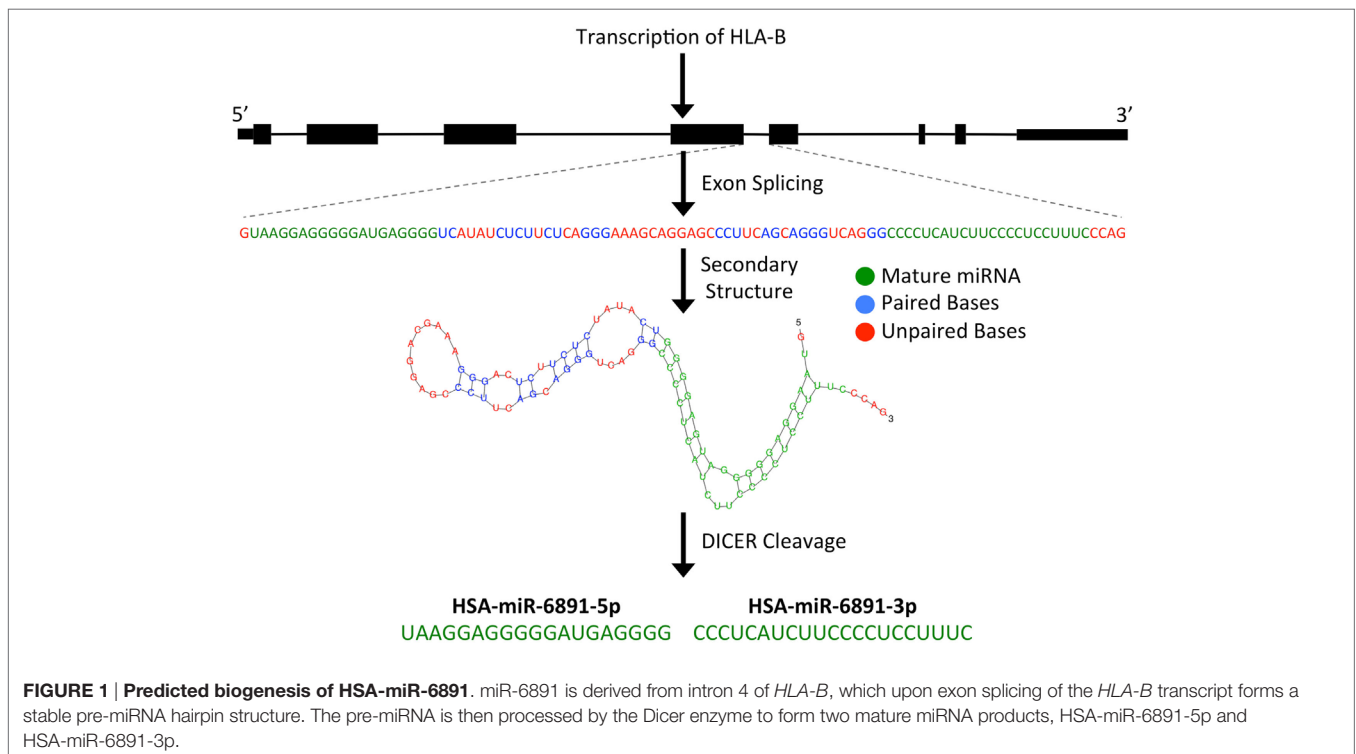 Transcription of HLA-B
5’ 3’
Exon Splicing
GUAAGGAGGGGGAUGAGGGGUCAUAUCUCUUCUCAGGGAAAGCAGGAGCCCUUCAGCAGGGUCAGGGCCCCUCAUCUUCCCCUCCUUUCCCAG
Secondary
Structure
Mature miRNA
Paired Bases
Unpaired Bases
5
3
DICER Cleavage
HSA-miR-6891-5p HSA-miR-6891-3p
UAAGGAGGGGGAUGAGGGG CCCUCAUCUUCCCCUCCUUUC
FIGURE 1 | Predicted biogenesis of HSA-miR-6891. miR-6891 is derived from intron 4 of HLA-B, which upon exon splicing of the HLA-B transcript forms a
stable pre-miRNA hairpin structure. The pre-miRNA is then processed by the Dicer enzyme to form two mature miRNA products, HSA-miR-6891-5p and
HSA-miR-6891-3p.